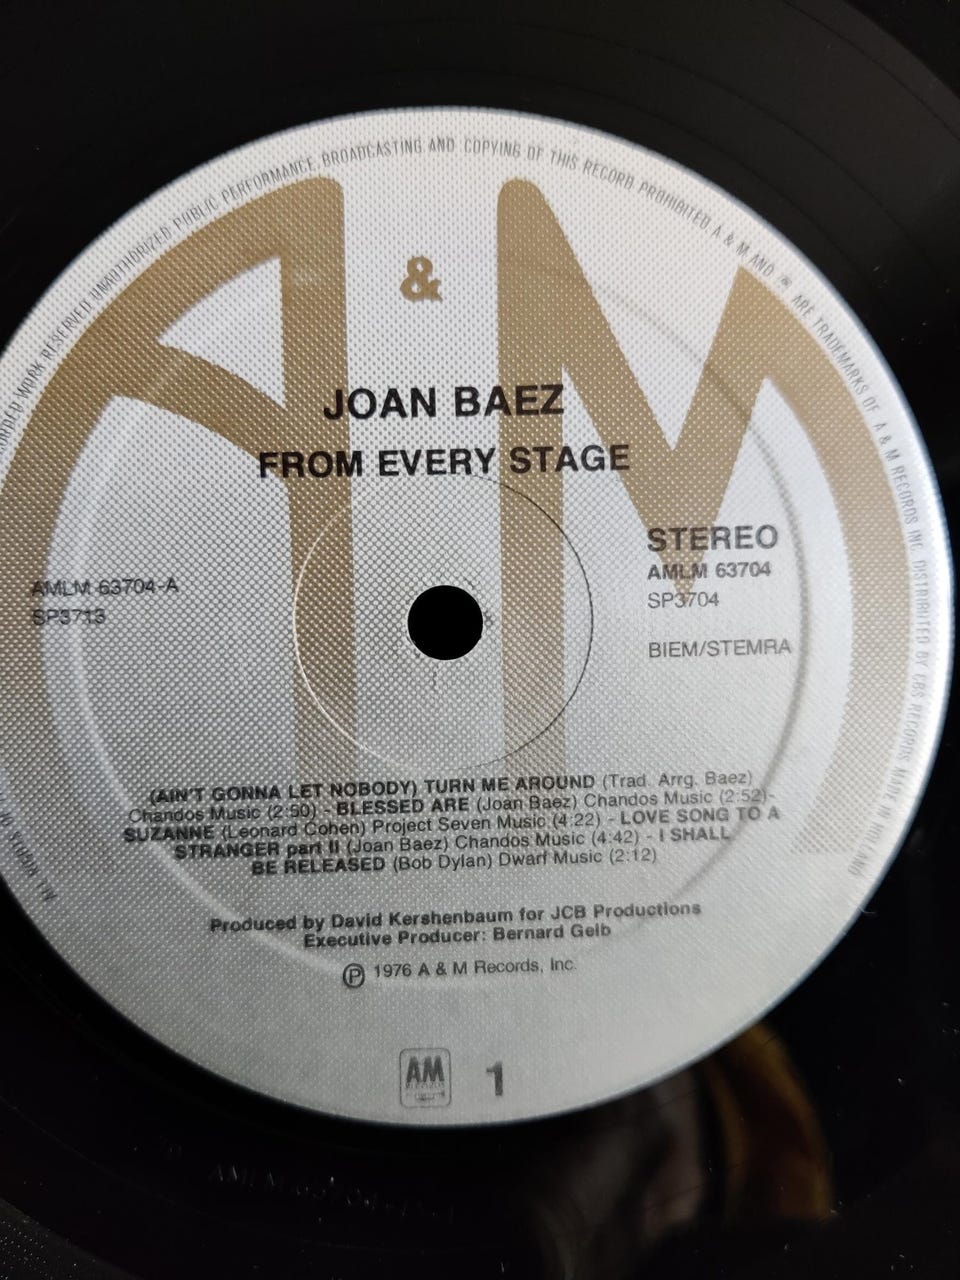 RECORDED WORK RESERVED UNAUTHORIZED PUBLIC PERFORMANCE, BROADCASTING AND COPYING OF THIS RECORD PROHIBITED A & M AND ARE TRADEMARKS OF A & M RECORDS INC. DISTRIBUTED BY CBS RECORDS MADE IN HOLLAND
A & M
JOAN BAEZ
FROM EVERY STAGE
STEREO
AMLM 63704-A
AMLM 63704
SP3713
SP3704
BIEM/STEMRA
(AIN'T GONNA LET NOBODY) TURN ME AROUND (Trad. Arrg. Baez)
Chandos Music (2:50) - BLESSED ARE (Joan Baez) Chandos Music (2:52)-
SUZANNE (Leonard Cohen) Project Seven Music (4:22) - LOVE SONG TO A
STRANGER part II (Joan Baez) Chandos Music (4:42) - I SHALL
BE RELEASED (Bob Dylan) Dwarf Music (2:12)
Produced by David Kershenbaum for JCB Productions
Executive Producer: Bernard Gelb
Ⓟ 1976 A & M Records, Inc.
AM
1